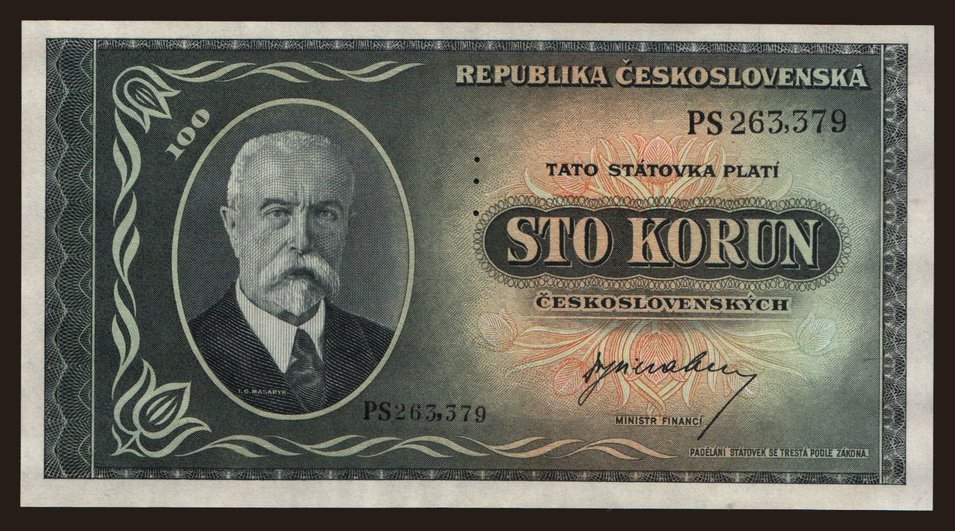 REPUBLIKA ČESKOSLOVENSKÁ
100
PS 263,379
TATO STÁTOVKA PLATÍ
STO KORUN
ČESKOSLOVENSKÝCH
T. G. MASARYK
PS 263,379
MINISTR FINANCÍ
PADĚLÁNÍ STÁTOVEK SE TRESTÁ PODLE ZÁKONA.